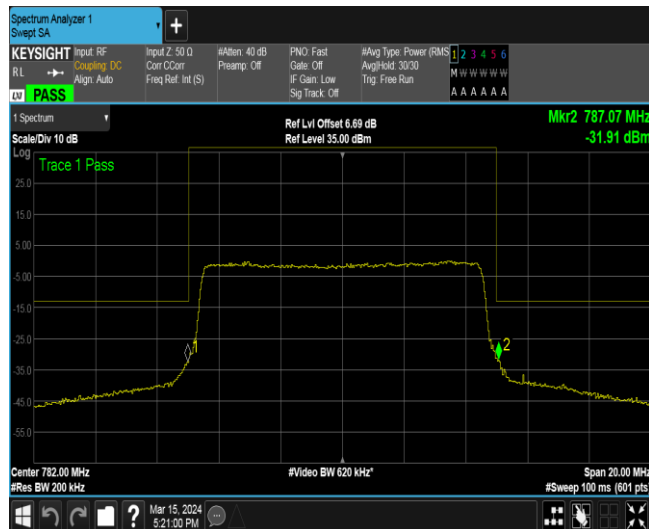 Spectrum Analyzer 1
Swept SA
KEYSIGHT
RL
LXI
PASS
Input: RF
Coupling: DC
Align: Auto
Input Z: 50 Ω
Corr CCorr
Freq Ref: Int (S)
#Atten: 40 dB
Preamp: Off
PNO: Fast
Gate: Off
IF Gain: Low
Sig Track: Off
#Avg Type: Power (RMS
Avg|Hold: 30/30
Trig: Free Run
1 2 3 4 5 6
M W W W W W
A A A A A A
1 Spectrum
Scale/Div 10 dB
Log
Ref Lvl Offset 6.69 dB
Ref Level 35.00 dBm
Mkr2 787.07 MHz
-31.91 dBm
Trace 1 Pass
25.0
15.0
5.00
-5.00
-15.0
-25.0
-35.0
-45.0
-55.0
1
2
Center 782.00 MHz
#Res BW 200 kHz
#Video BW 620 kHz*
Span 20.00 MHz
#Sweep 100 ms (601 pts)
?
Mar 15, 2024
5:21:00 PM